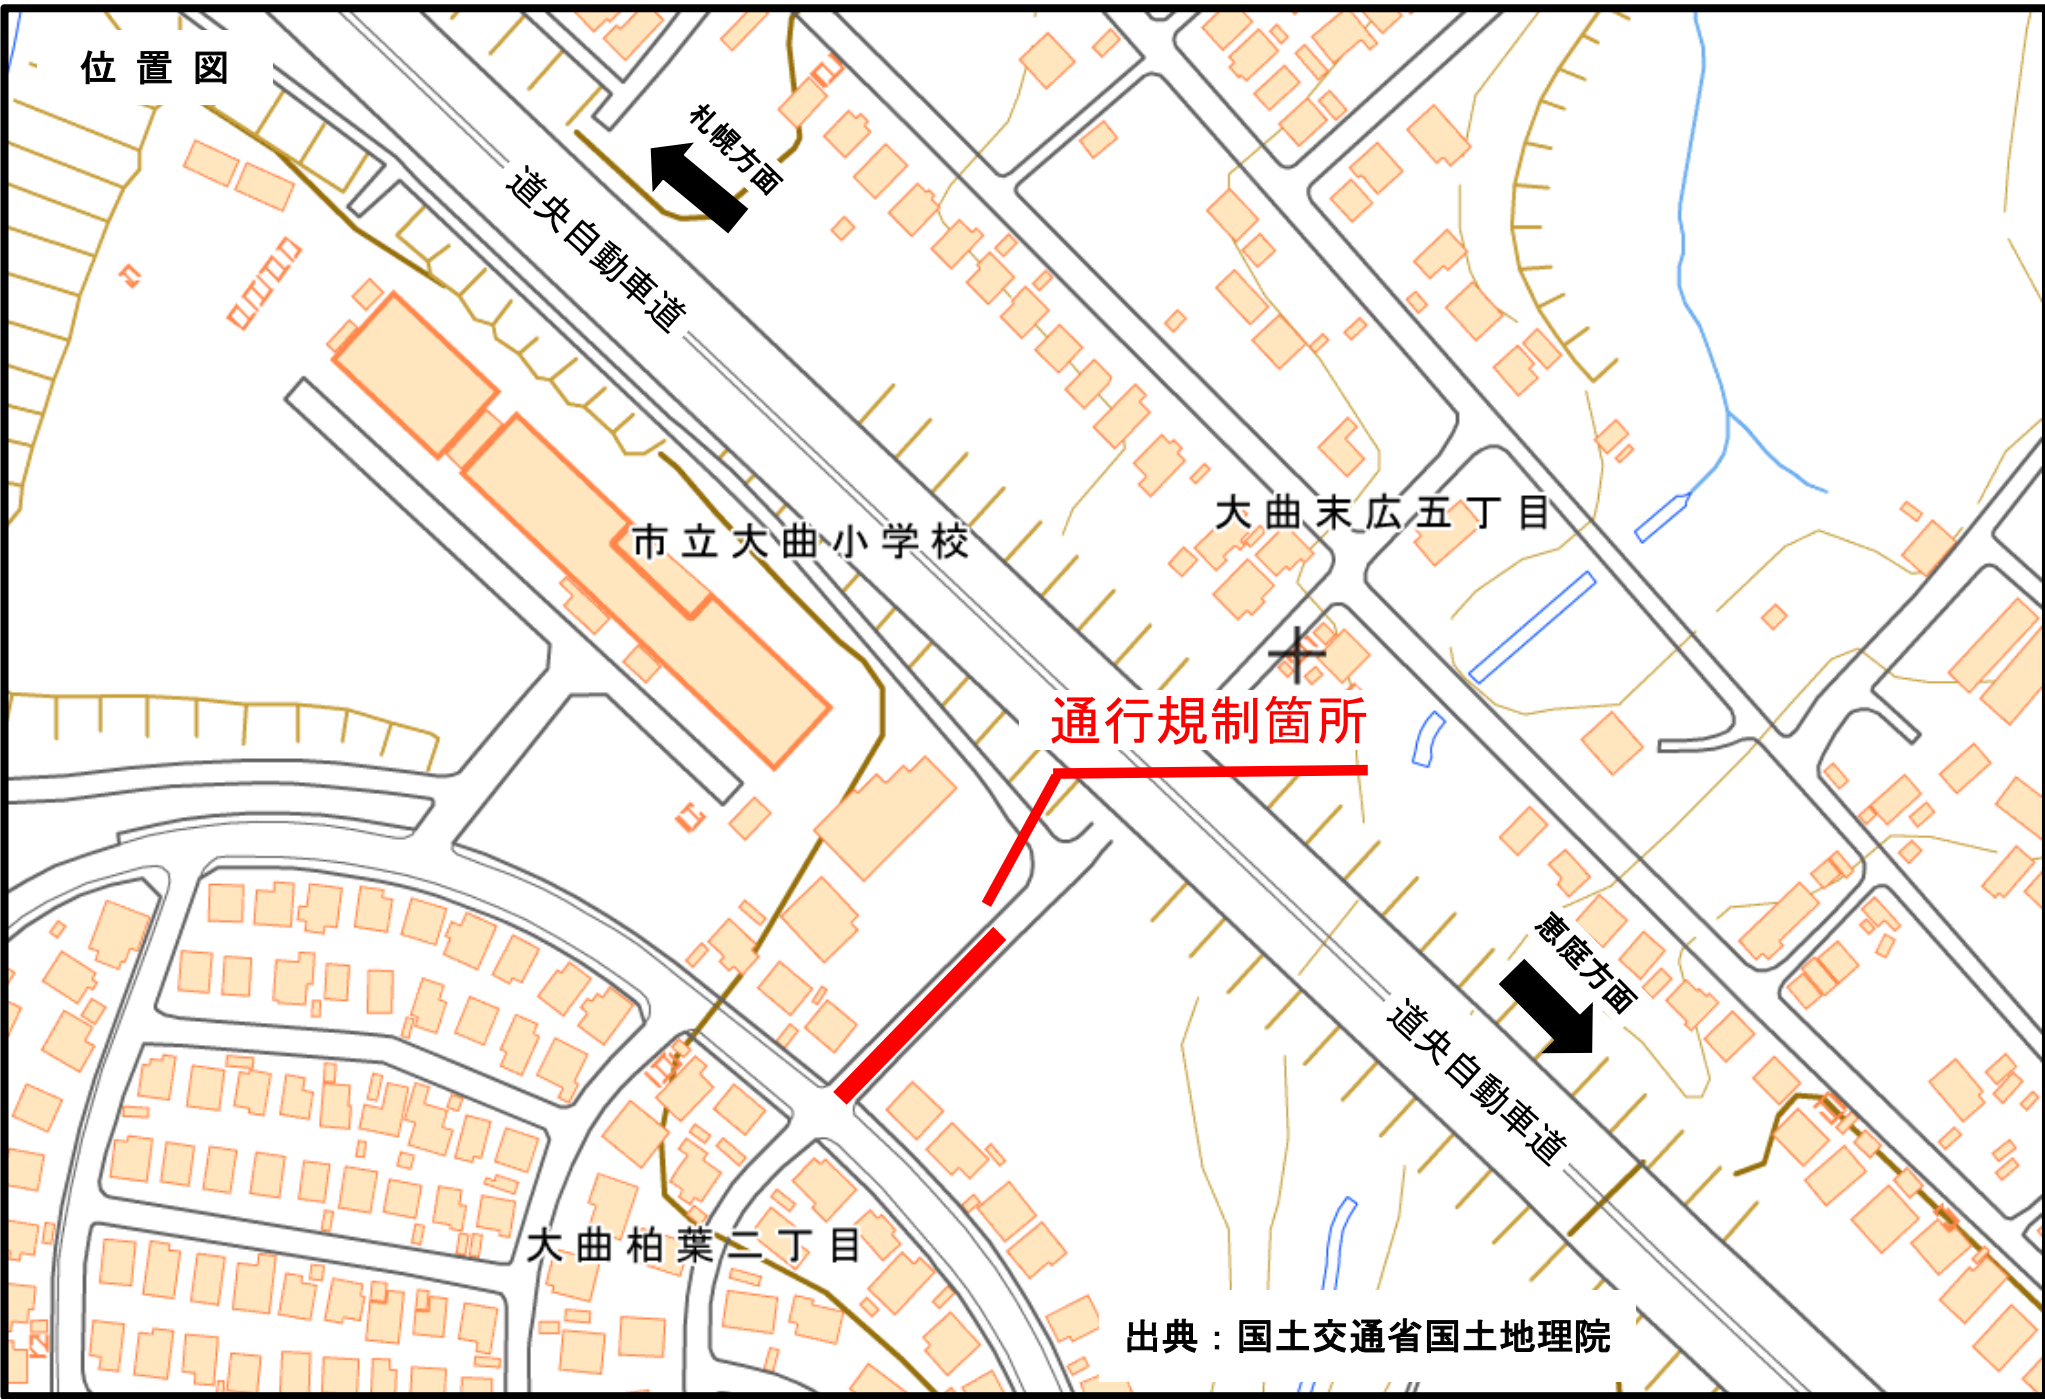 位置図
札幌方面
道央自動車道
市立大曲小学校
大曲末広五丁目
通行規制箇所
恵庭方面
道央自動車道
大曲柏葉二丁目
出典：国土交通省国土地理院